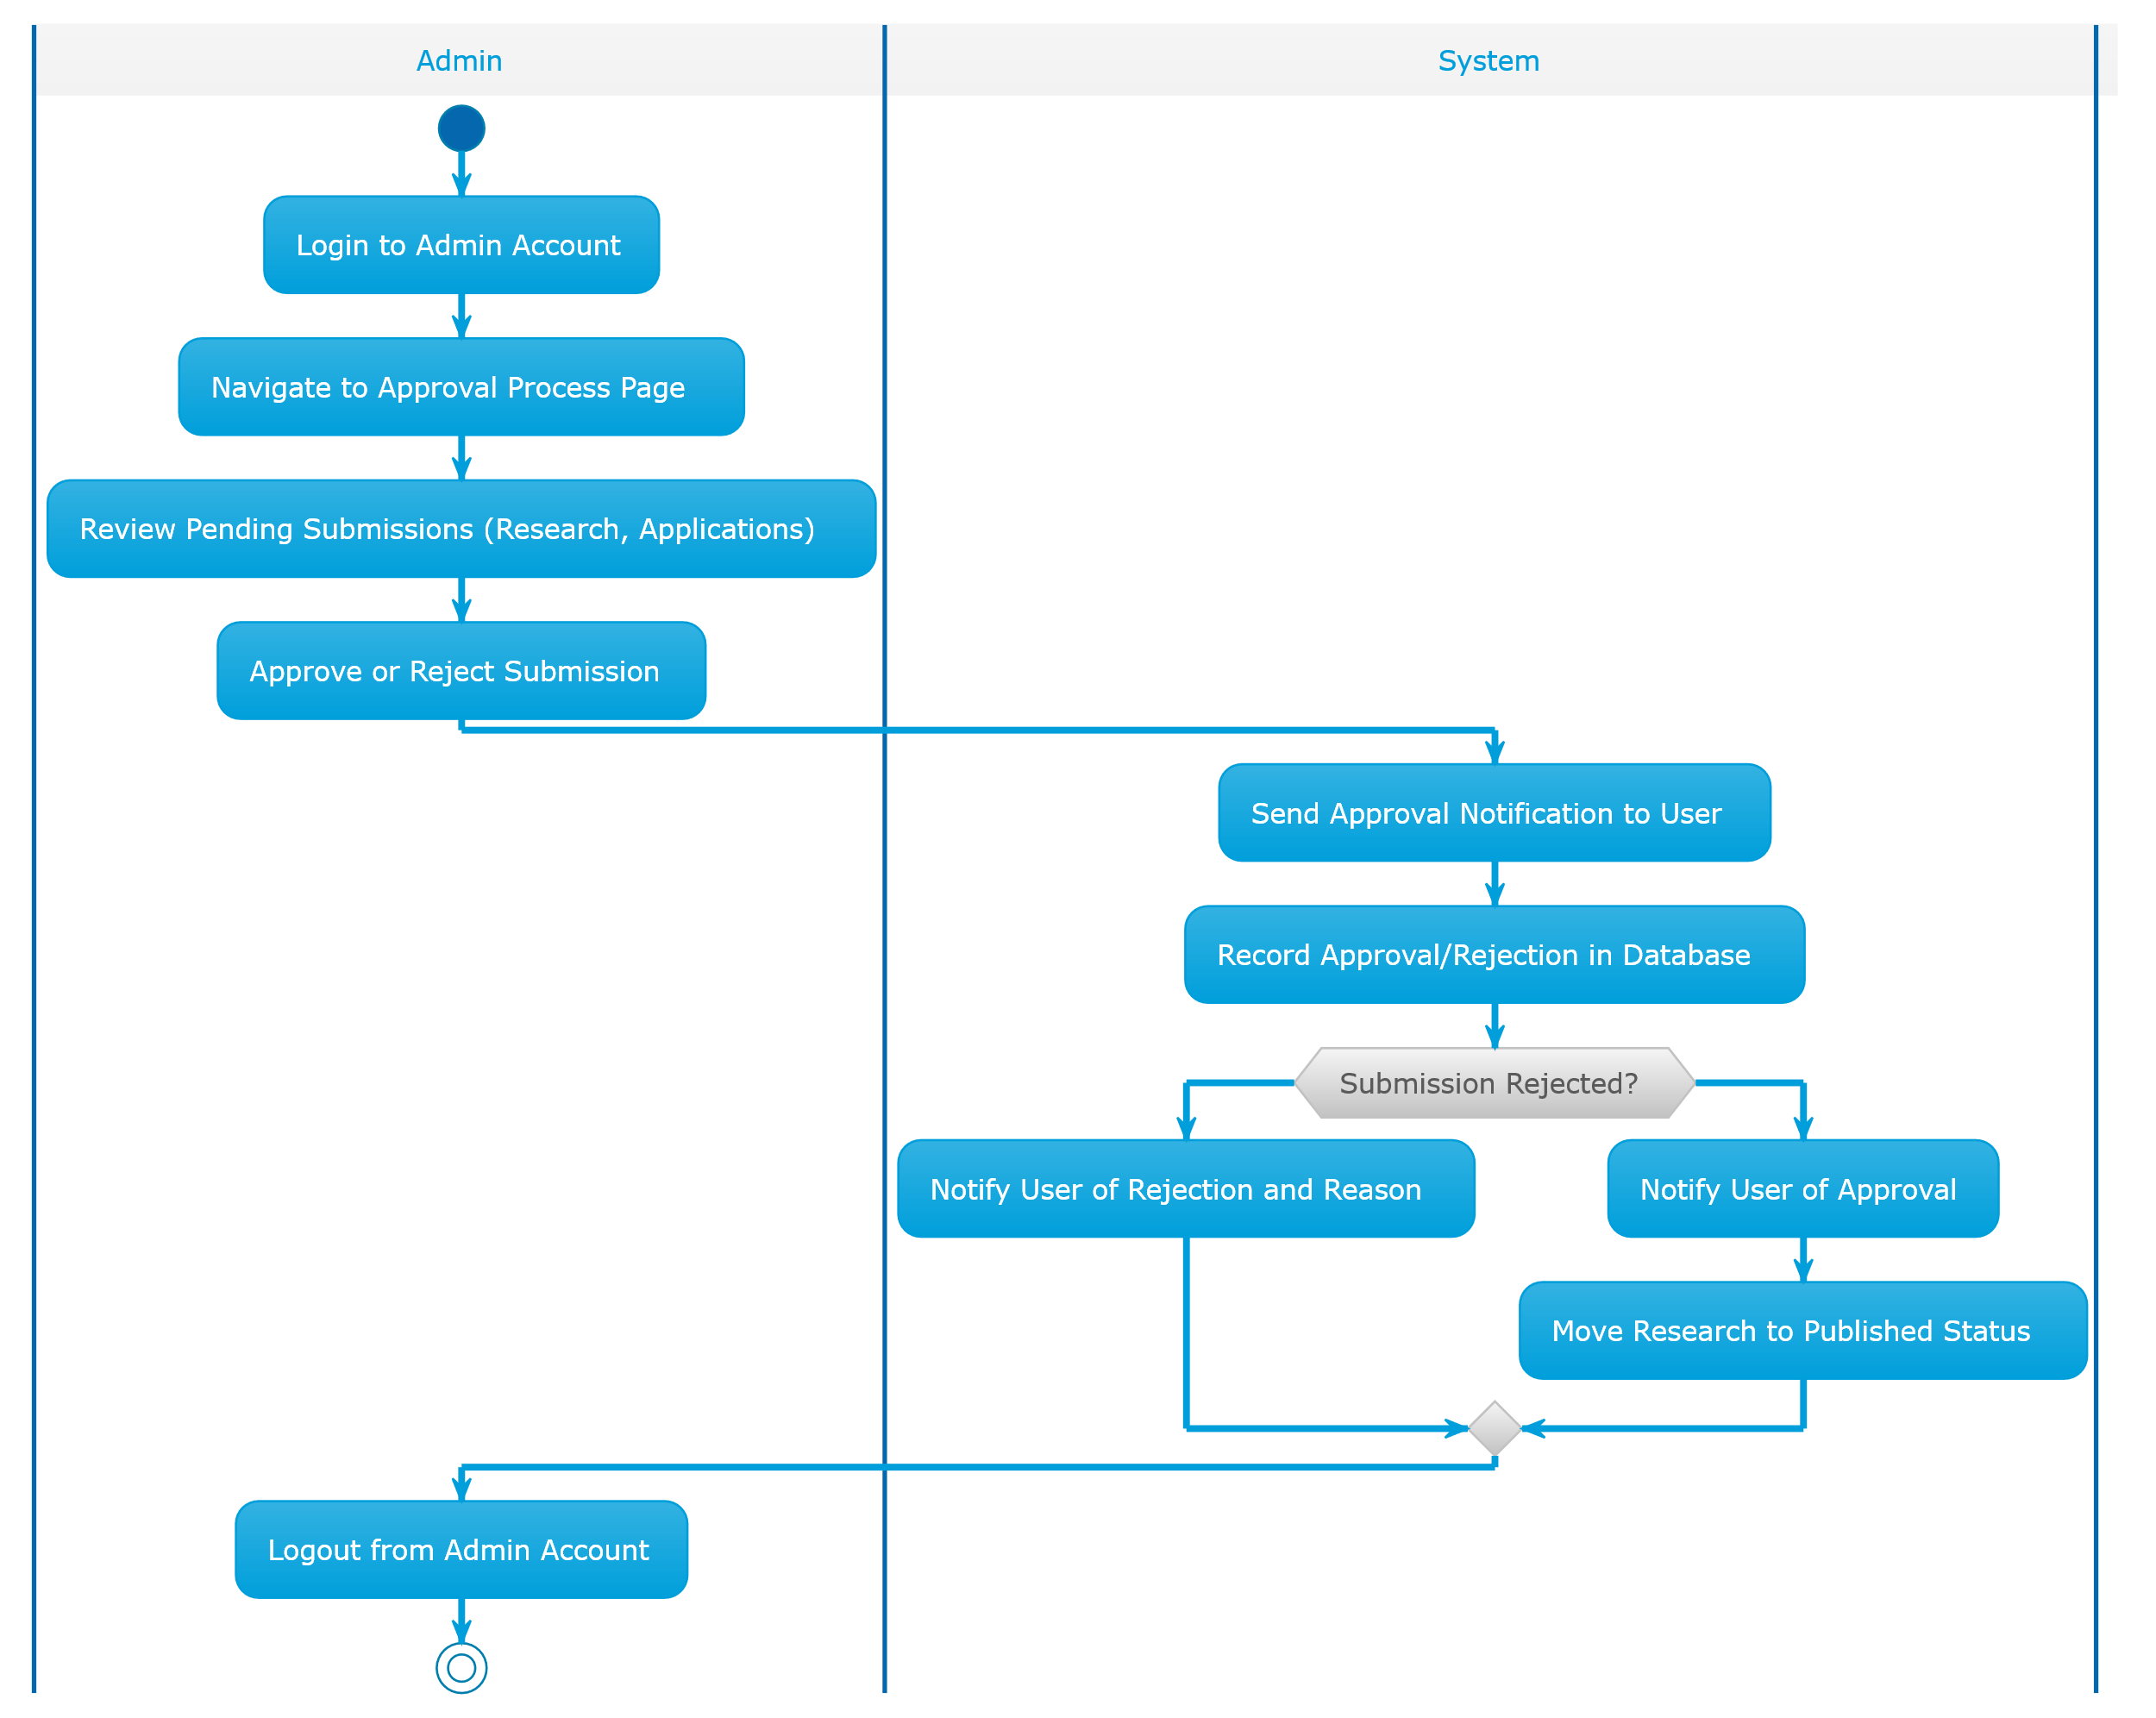 Admin
System
Login to Admin Account
Navigate to Approval Process Page
Review Pending Submissions (Research, Applications)
Approve or Reject Submission
Send Approval Notification to User
Record Approval/Rejection in Database
Submission Rejected?
Notify User of Rejection and Reason
Notify User of Approval
Move Research to Published Status
Logout from Admin Account